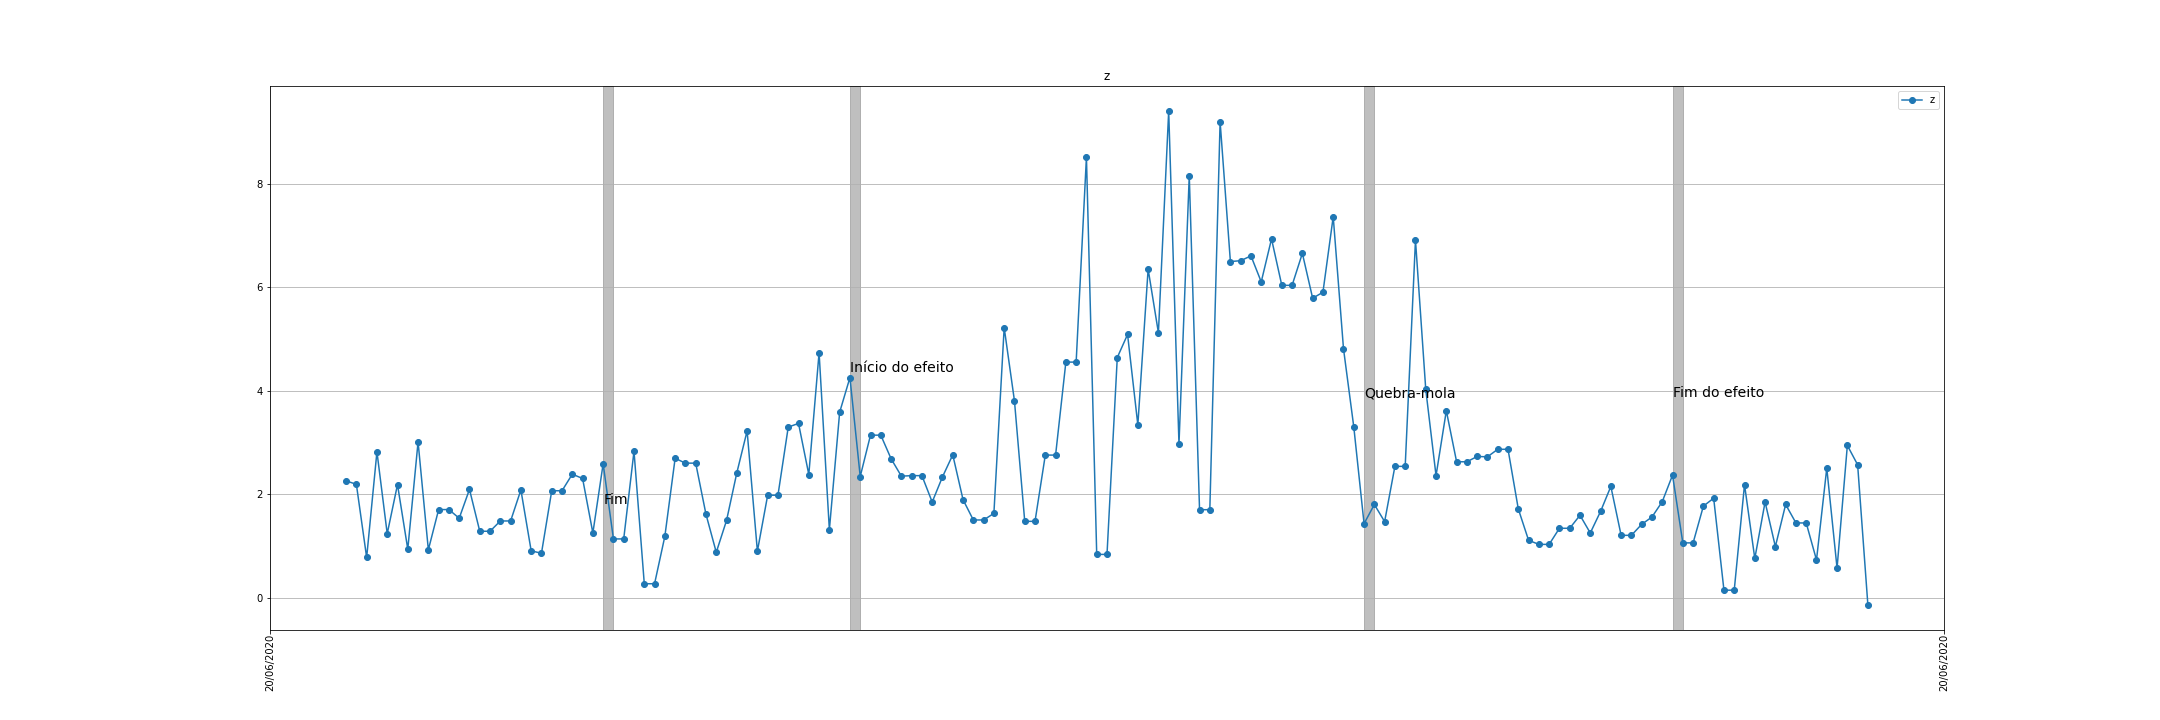 z
z
8
6
4
2
0
Início do efeito
Quebra-mola
Fim do efeito
Fim
20/06/2020
20/06/2020